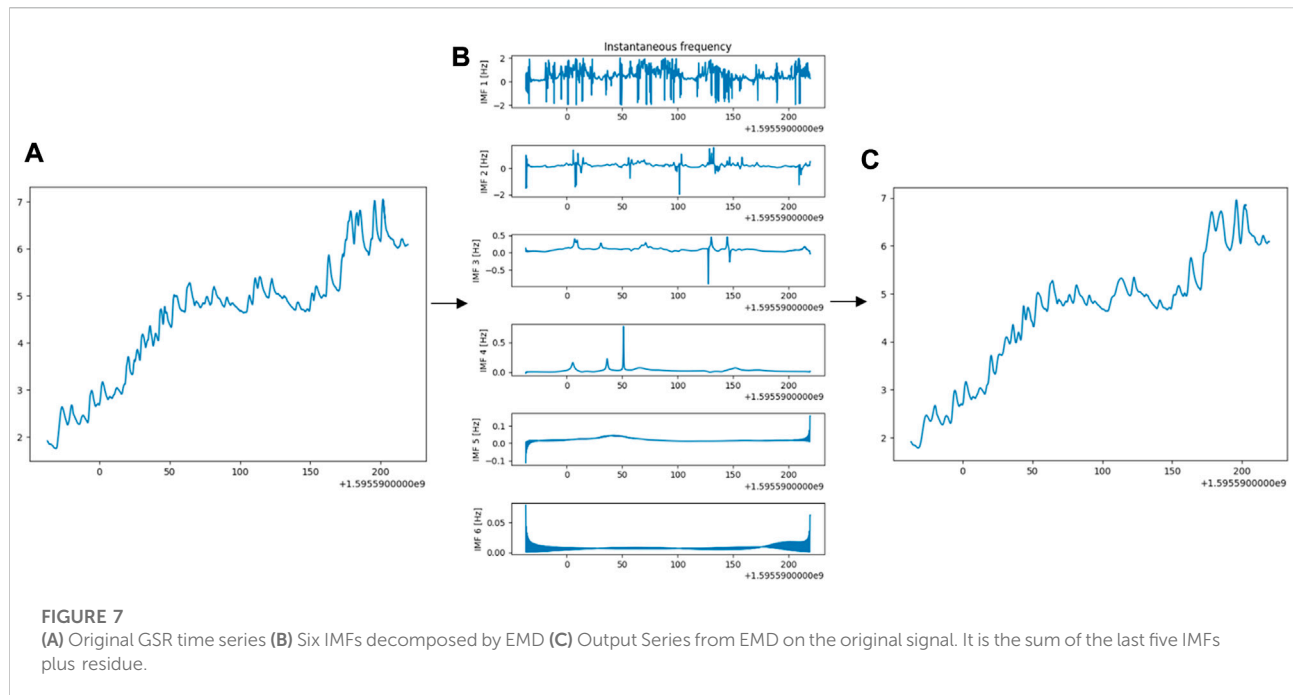 A
7
6
5
4
3
2
0 50 100 150 200
+1.5955900000e9
B
Instantaneous frequency
IMF 1 [Hz]
2
0
−2
0 50 100 150 200
+1.5955900000e9
IMF 2 [Hz]
0
−2
0 50 100 150 200
+1.5955900000e9
IMF 3 [Hz]
0.5
0.0
−0.5
0 50 100 150 200
+1.5955900000e9
IMF 4 [Hz]
0.5
0.0
0 50 100 150 200
+1.5955900000e9
IMF 5 [Hz]
0.1
0.0
−0.1
0 50 100 150 200
+1.5955900000e9
IMF 6 [Hz]
0.05
0.00
0 50 100 150 200
+1.5955900000e9
C
7
6
5
4
3
2
0 50 100 150 200
+1.5955900000e9
FIGURE 7
(A) Original GSR time series (B) Six IMFs decomposed by EMD (C) Output Series from EMD on the original signal. It is the sum of the last five IMFs
plus residue.